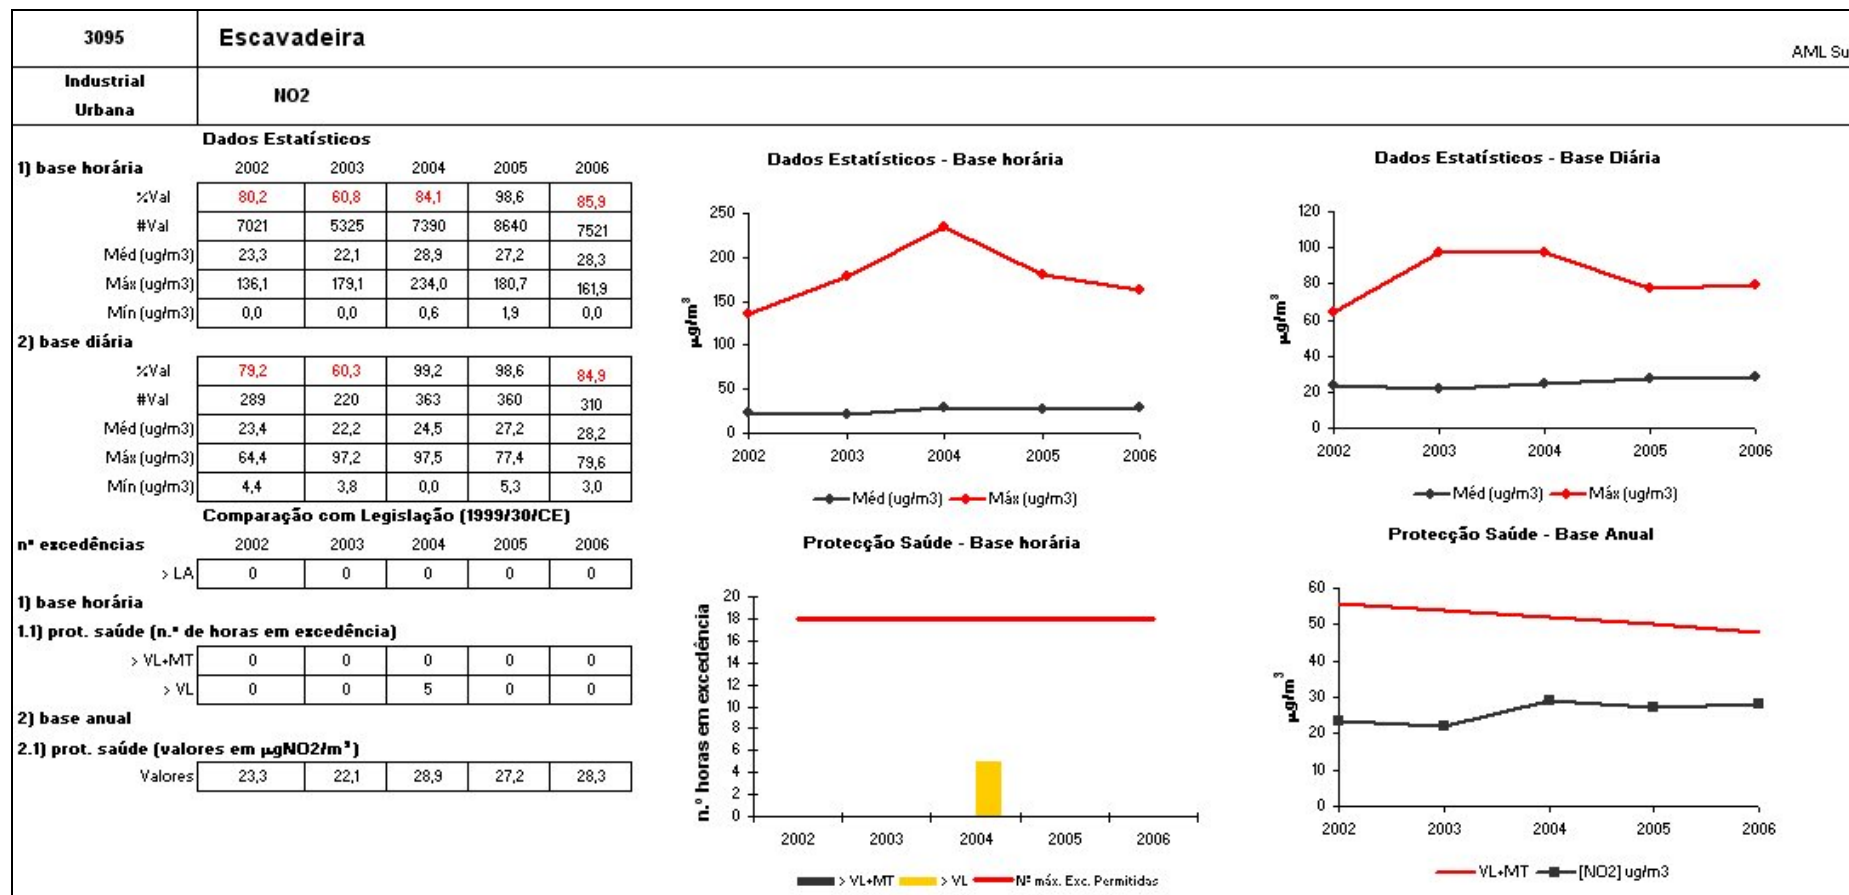 3095 Escavadeira
AML Su
Industrial
Urbana
NO2
Dados Estatísticos
1) base horária 2002 2003 2004 2005 2006
%Val 80,2 60,8 84,1 98,6 85,9
#Val 7021 5325 7390 8640 7521
Méd (ug/m3) 23,3 22,1 28,9 27,2 28,3
Máx (ug/m3) 136,1 179,1 234,0 180,7 161,9
Mín (ug/m3) 0,0 0,0 0,6 1,9 0,0
2) base diária
%Val 79,2 60,3 99,2 98,6 84,9
#Val 289 220 363 360 310
Méd (ug/m3) 23,4 22,2 24,5 27,2 28,2
Máx (ug/m3) 64,4 97,2 97,5 77,4 79,6
Mín (ug/m3) 4,4 3,8 0,0 5,3 3,0
Comparação com Legislação (1999/30/CE)
nº excedências 2002 2003 2004 2005 2006
> LA 0 0 0 0 0
1) base horária
1.1) prot. saúde (n.º de horas em excedência)
> VL+MT 0 0 0 0 0
> VL 0 0 5 0 0
2) base anual
2.1) prot. saúde (valores em µgNO2/m³)
Valores 23,3 22,1 28,9 27,2 28,3
Dados Estatísticos - Base horária
250
200
150
100
50
0
µg/m³
2002 2003 2004 2005 2006
Méd (ug/m3) Máx (ug/m3)
Dados Estatísticos - Base Diária
120
100
80
60
40
20
0
µg/m³
2002 2003 2004 2005 2006
Méd (ug/m3) Máx (ug/m3)
Protecção Saúde - Base horária
20
18
16
14
12
10
8
6
4
2
0
n.º horas em excedência
2002 2003 2004 2005 2006
> VL+MT > VL Nº máx. Exc. Permitidas
Protecção Saúde - Base Anual
60
50
40
30
20
10
0
µg/m³
2002 2003 2004 2005 2006
VL+MT [NO2] ug/m3